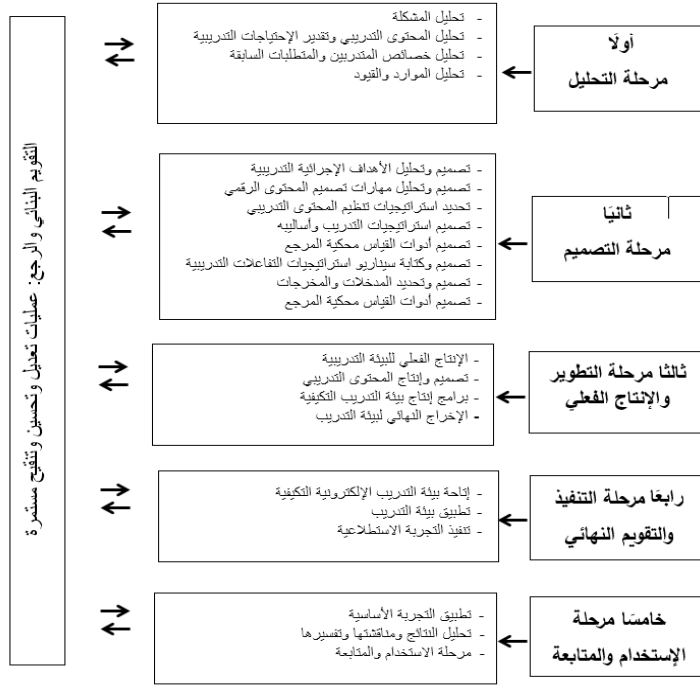 أولًا
مرحلة التحليل
- تحليل المشكلة
- تحليل المحتوى التدريبي وتقدير الإحتياجات التدريبية
- تحليل خصائص المتدربين والمتطلبات السابقة
- تحليل الموارد والقيود
ثانيًا
مرحلة التصميم
- تصميم وتحليل الأهداف الإجرائية التدريبية
- تصميم وتحليل مهارات تصميم المحتوى الرقمي
- تحديد استراتيجيات تنظيم المحتوى التدريبي
- تصميم استراتيجيات التدريب وأساليبه
- تصميم أدوات القياس محكية المرجع
- تصميم وكتابة سيناريو استراتيجيات التفاعلات التدريبية
- تصميم وتحديد المدخلات والمخرجات
- تصميم أدوات القياس محكية المرجع
ثالثا مرحلة التطوير
والإنتاج الفعلي
- الإنتاج الفعلي للبيئة التدريبية
- تصميم وإنتاج المحتوى التدريبي
- برامج إنتاج بيئة التدريب التكيفية
- الإخراج النهائي لبيئة التدريب
رابعًا مرحلة التنفيذ
والتقويم النهائي
- إتاحة بيئة التدريب الإلكترونية التكيفية
- تطبيق بيئة التدريب
- تنفيذ التجربة الاستطلاعية
خامسًا مرحلة
الإستخدام والمتابعة
- تطبيق التجربة الأساسية
- تحليل النتائج ومناقشتها وتفسيرها
- مرحلة الاستخدام والمتابعة
التقويم البنائي والرجع: عمليات تعديل وتحسين وتنقيح مستمرة